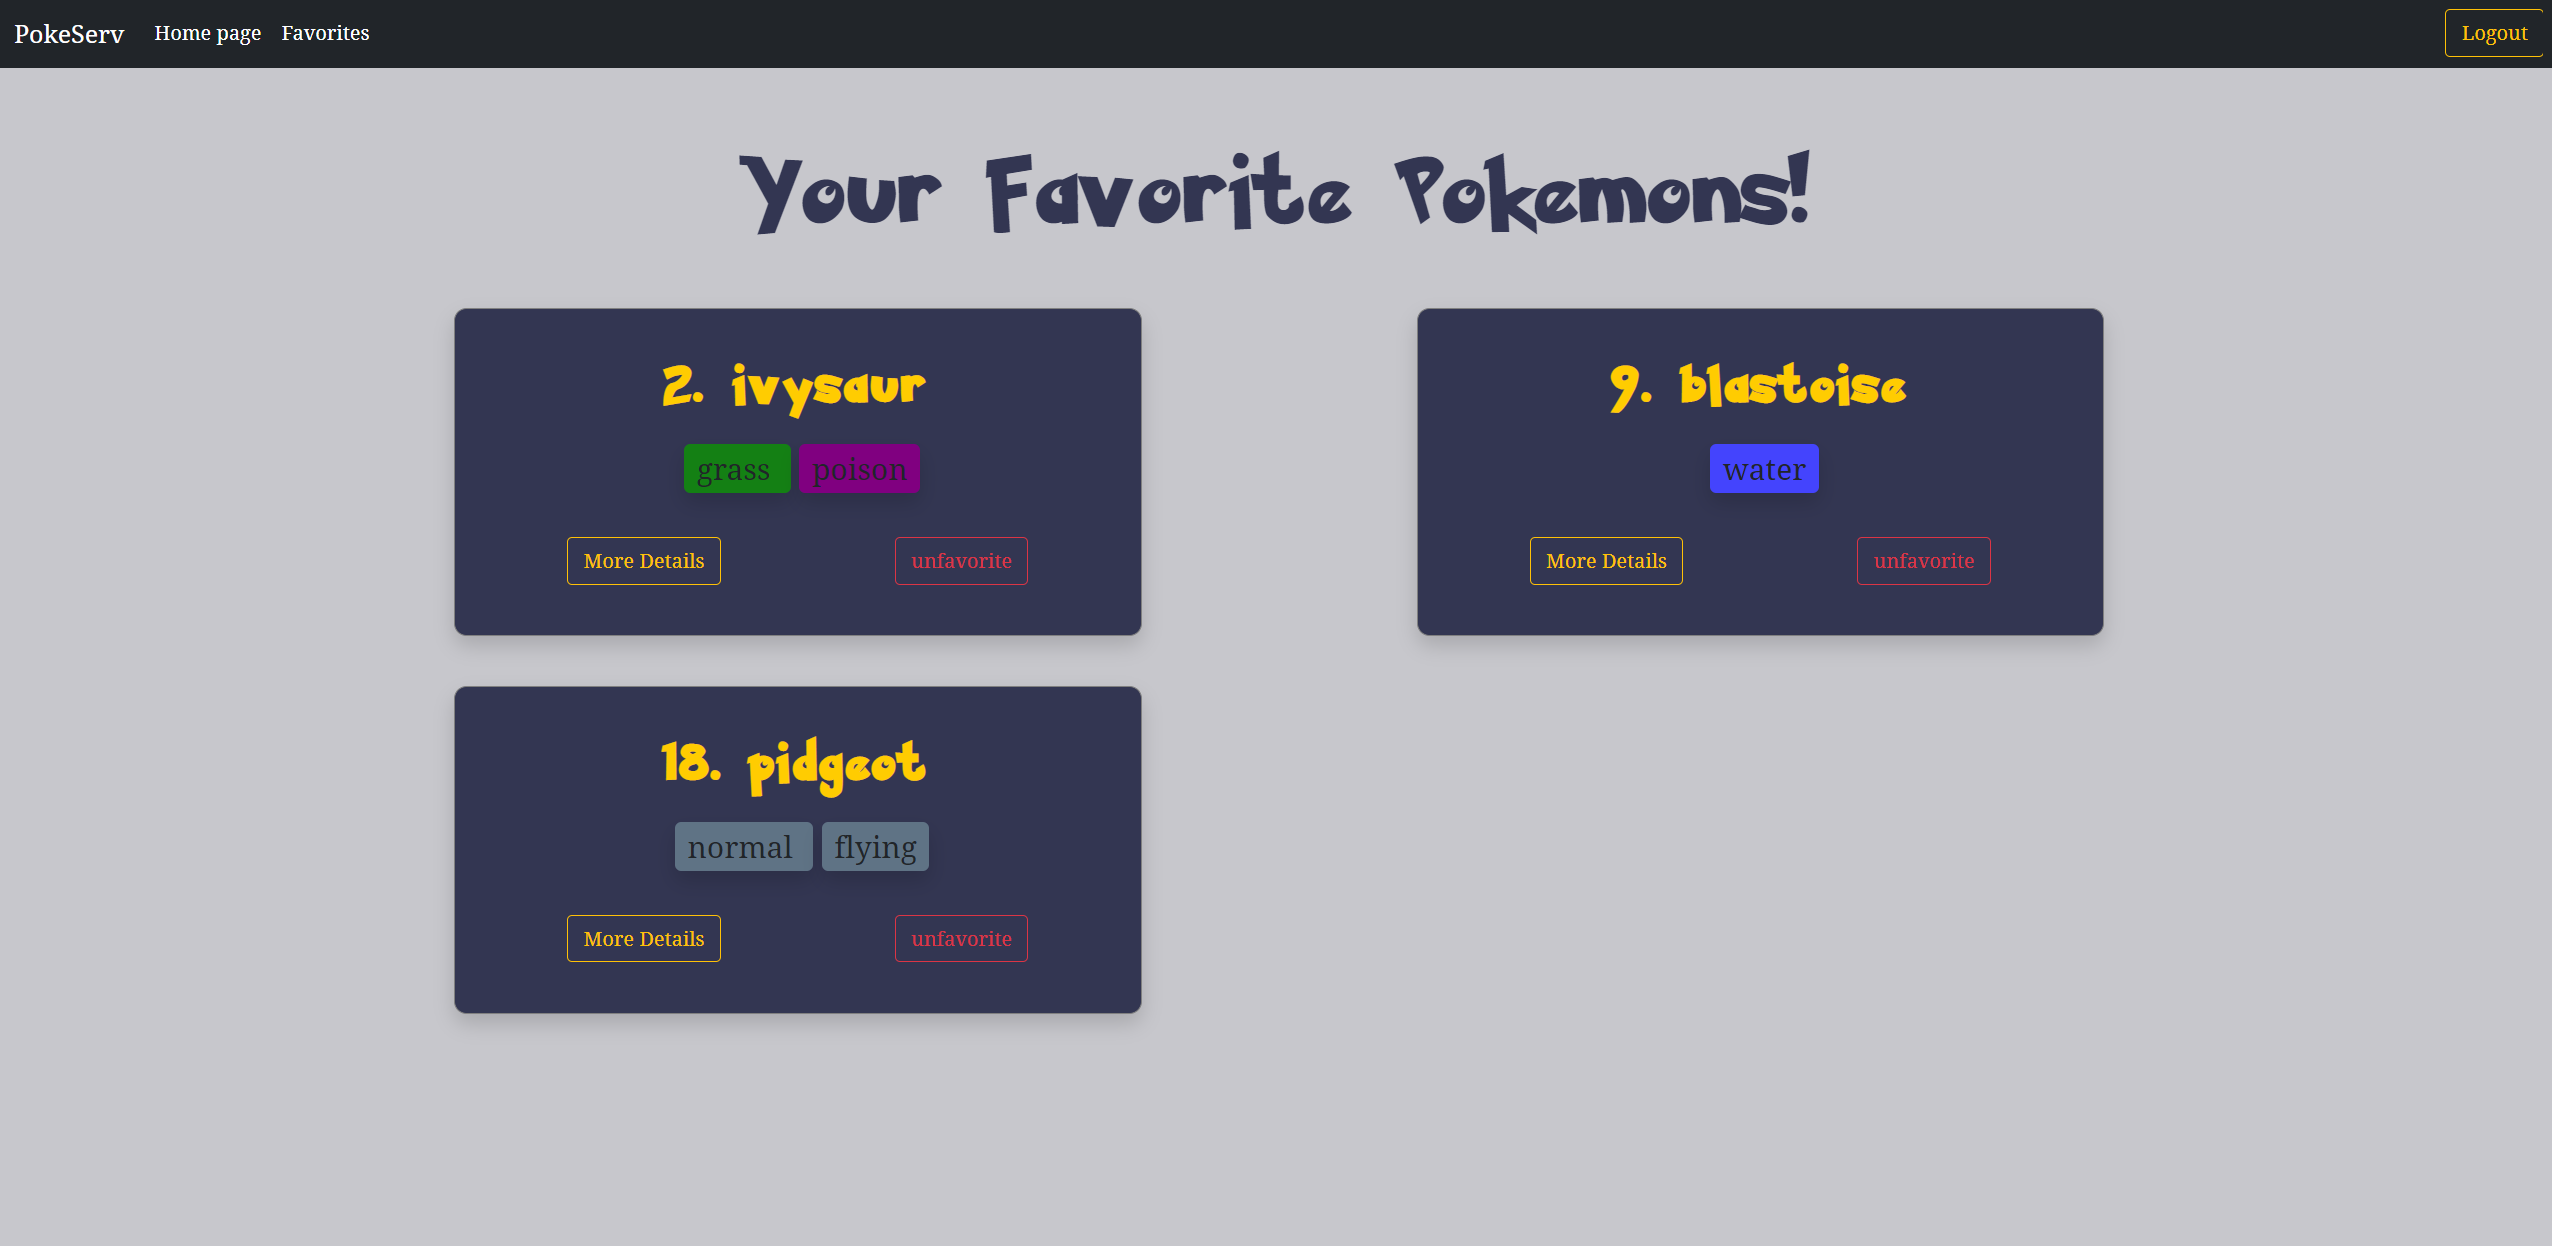 PokeServ Home page Favorites Logout
Your Favorite Pokemons!
2. ivysaur
grass poison
More Details unfavorite
9. blastoise
water
More Details unfavorite
18. pidgeot
normal flying
More Details unfavorite